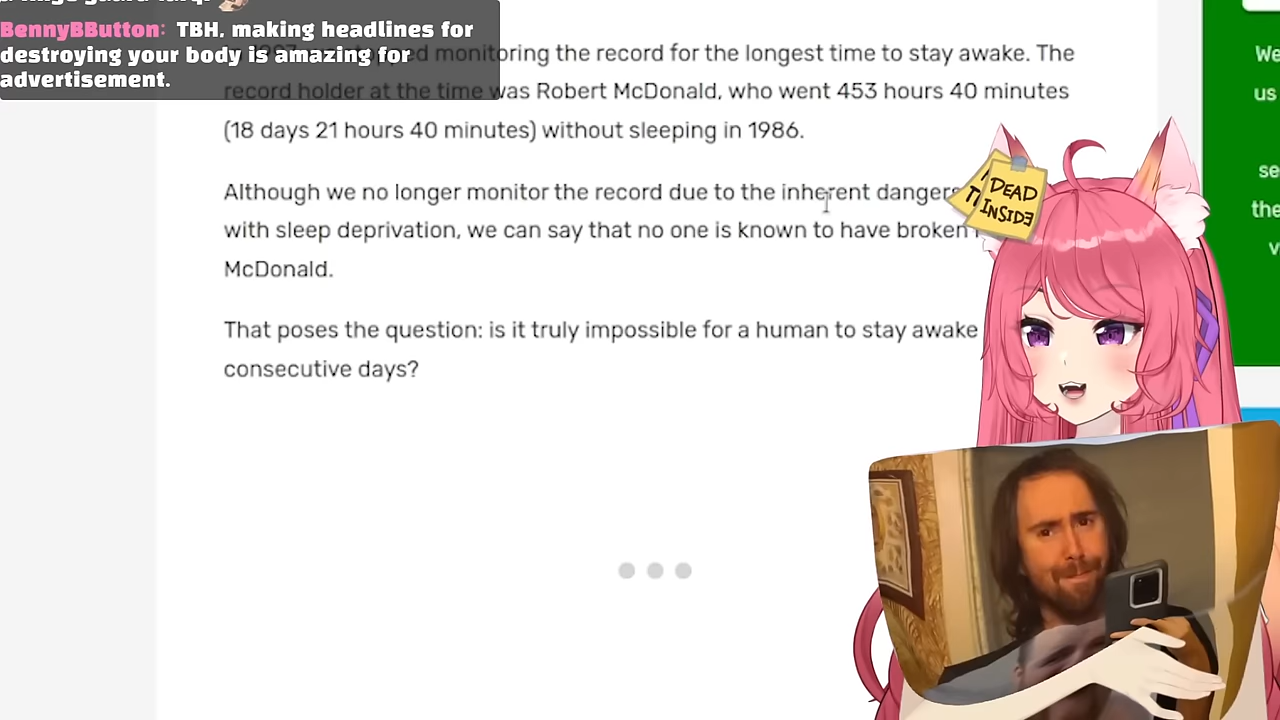 BennyBButton: TBH, making headlines for
destroying your body is amazing for
advertisement.
monitoring the record for the longest time to stay awake. The
record holder at the time was Robert McDonald, who went 453 hours 40 minutes
(18 days 21 hours 40 minutes) without sleeping in 1986.
Although we no longer monitor the record due to the inherent dangers
with sleep deprivation, we can say that no one is known to have broken
McDonald.
That poses the question: is it truly impossible for a human to stay awake
consecutive days?
DEAD
INSIDE
We
us
se
the